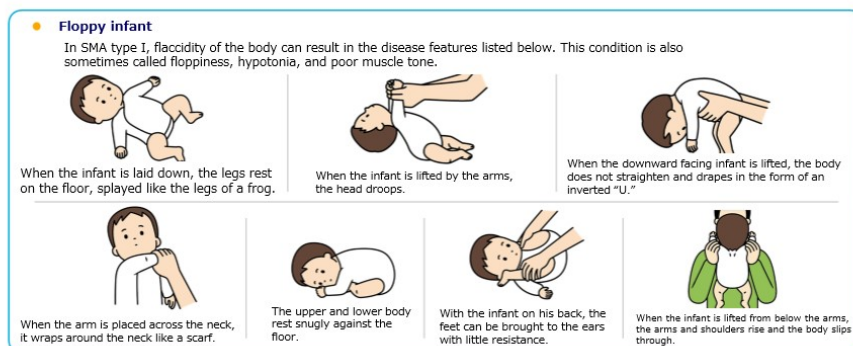 Floppy infant
In SMA type I, flaccidity of the body can result in the disease features listed below. This condition is also
sometimes called floppiness, hypotonia, and poor muscle tone.
When the infant is laid down, the legs rest
on the floor, splayed like the legs of a frog.
When the infant is lifted by the arms,
the head droops.
When the downward facing infant is lifted, the body
does not straighten and drapes in the form of an
inverted “U.”
When the arm is placed across the neck,
it wraps around the neck like a scarf.
The upper and lower body
rest snugly against the
floor.
With the infant on his back, the
feet can be brought to the ears
with little resistance.
When the infant is lifted from below the arms,
the arms and shoulders rise and the body slips
through.